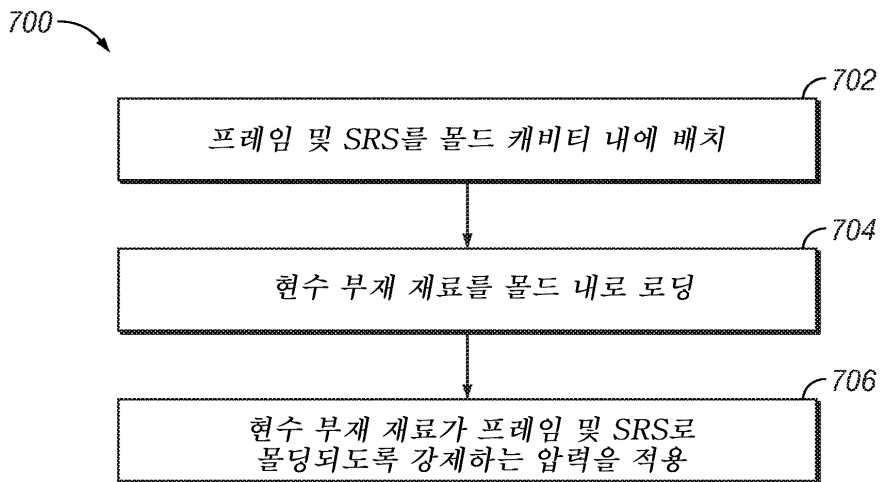 700
702
프레임 및 SRS를 몰드 캐비티 내에 배치
704
현수 부재 재료를 몰드 내로 로딩
706
현수 부재 재료가 프레임 및 SRS로
몰딩되도록 강제하는 압력을 적용